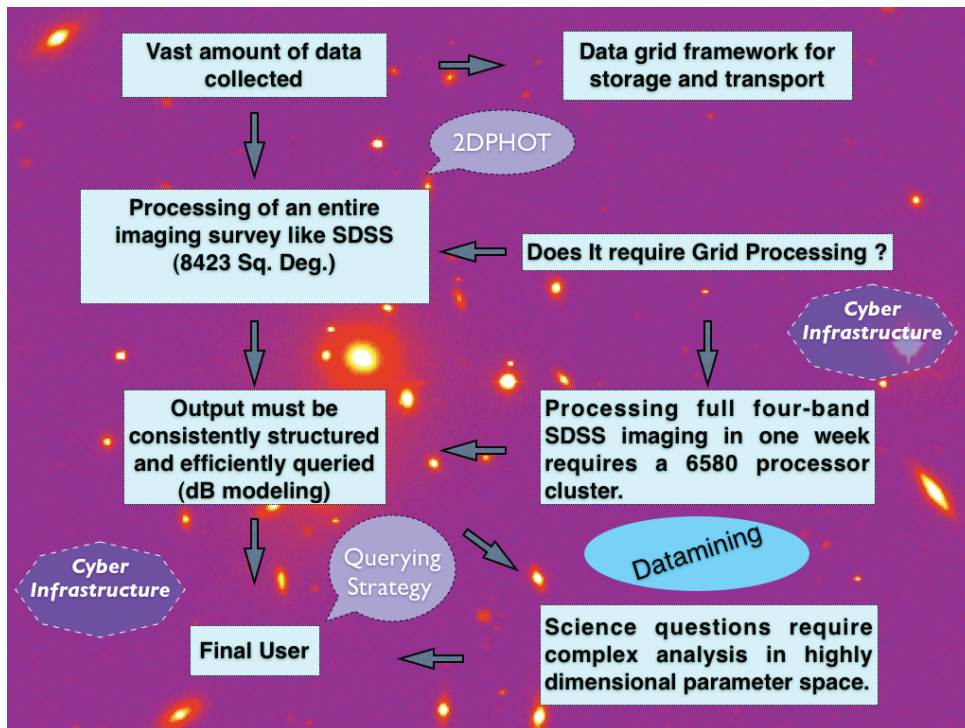 Vast amount of data
collected
Data grid framework for
storage and transport
2DPHOT
Processing of an entire
imaging survey like SDSS
(8423 Sq. Deg.)
Does It require Grid Processing ?
Cyber
Infrastructure
Output must be
consistently structured
and efficiently queried
(dB modeling)
Processing full four-band
SDSS imaging in one week
requires a 6580 processor
cluster.
Cyber
Infrastructure
Querying
Strategy
Datamining
Final User
Science questions require
complex analysis in highly
dimensional parameter space.